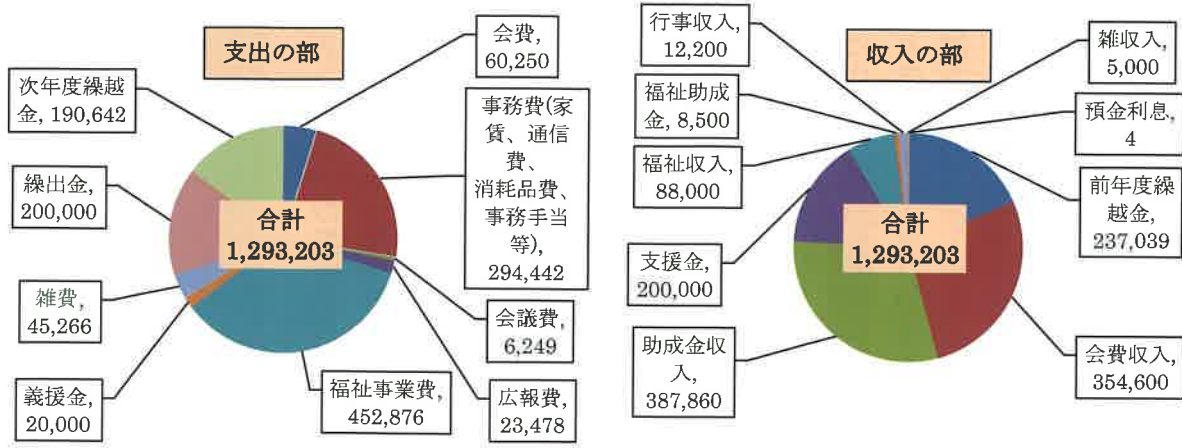 支出の部
会費,
60,250
事務費(家
賃、通信
費、
消耗品費、
事務手当
等),
294,442
会議費,
6,249
広報費,
23,478
福祉事業費,
452,876
義援金,
20,000
雑費,
45,266
繰出金,
200,000
次年度繰越
金, 190,642
合計
1,293,203
収入の部
雑収入,
5,000
預金利息,
4
前年度繰
越金,
237,039
会費収入,
354,600
助成金収
入,
387,860
支援金,
200,000
福祉収入,
88,000
福祉助成
金, 8,500
行事収入,
12,200
合計
1,293,203